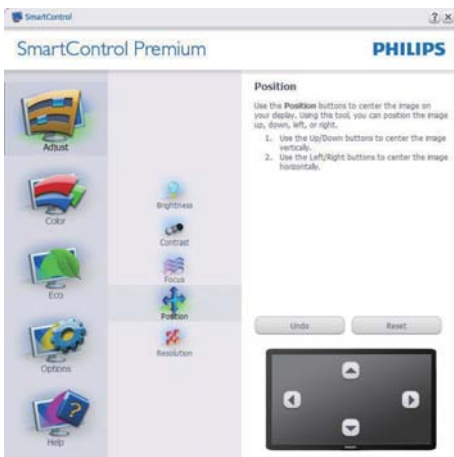 SmartControl
SmartControl Premium
PHILIPS
Adjust
Color
Eco
Options
Help
Brightness
Contrast
Focus
Position
Resolution
Position
Use the Position buttons to center the image on
your display. Using the tool, you can position the image
up, down, left, or right.
1. Use the Up/Down buttons to center the image
vertically.
2. Use the Left/Right buttons to center the image
horizontally.
Undo
Reset